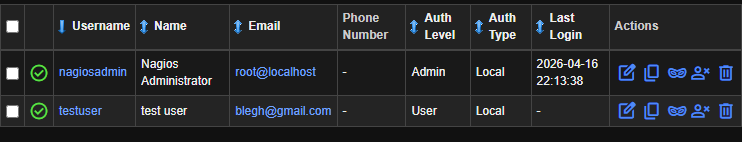 Username Name Email Phone Number Auth Level Auth Type Last Login Actions
nagiosadmin Nagios Administrator root@localhost - Admin Local 2026-04-16 22:13:38
testuser test user blegh@gmail.com - User Local -